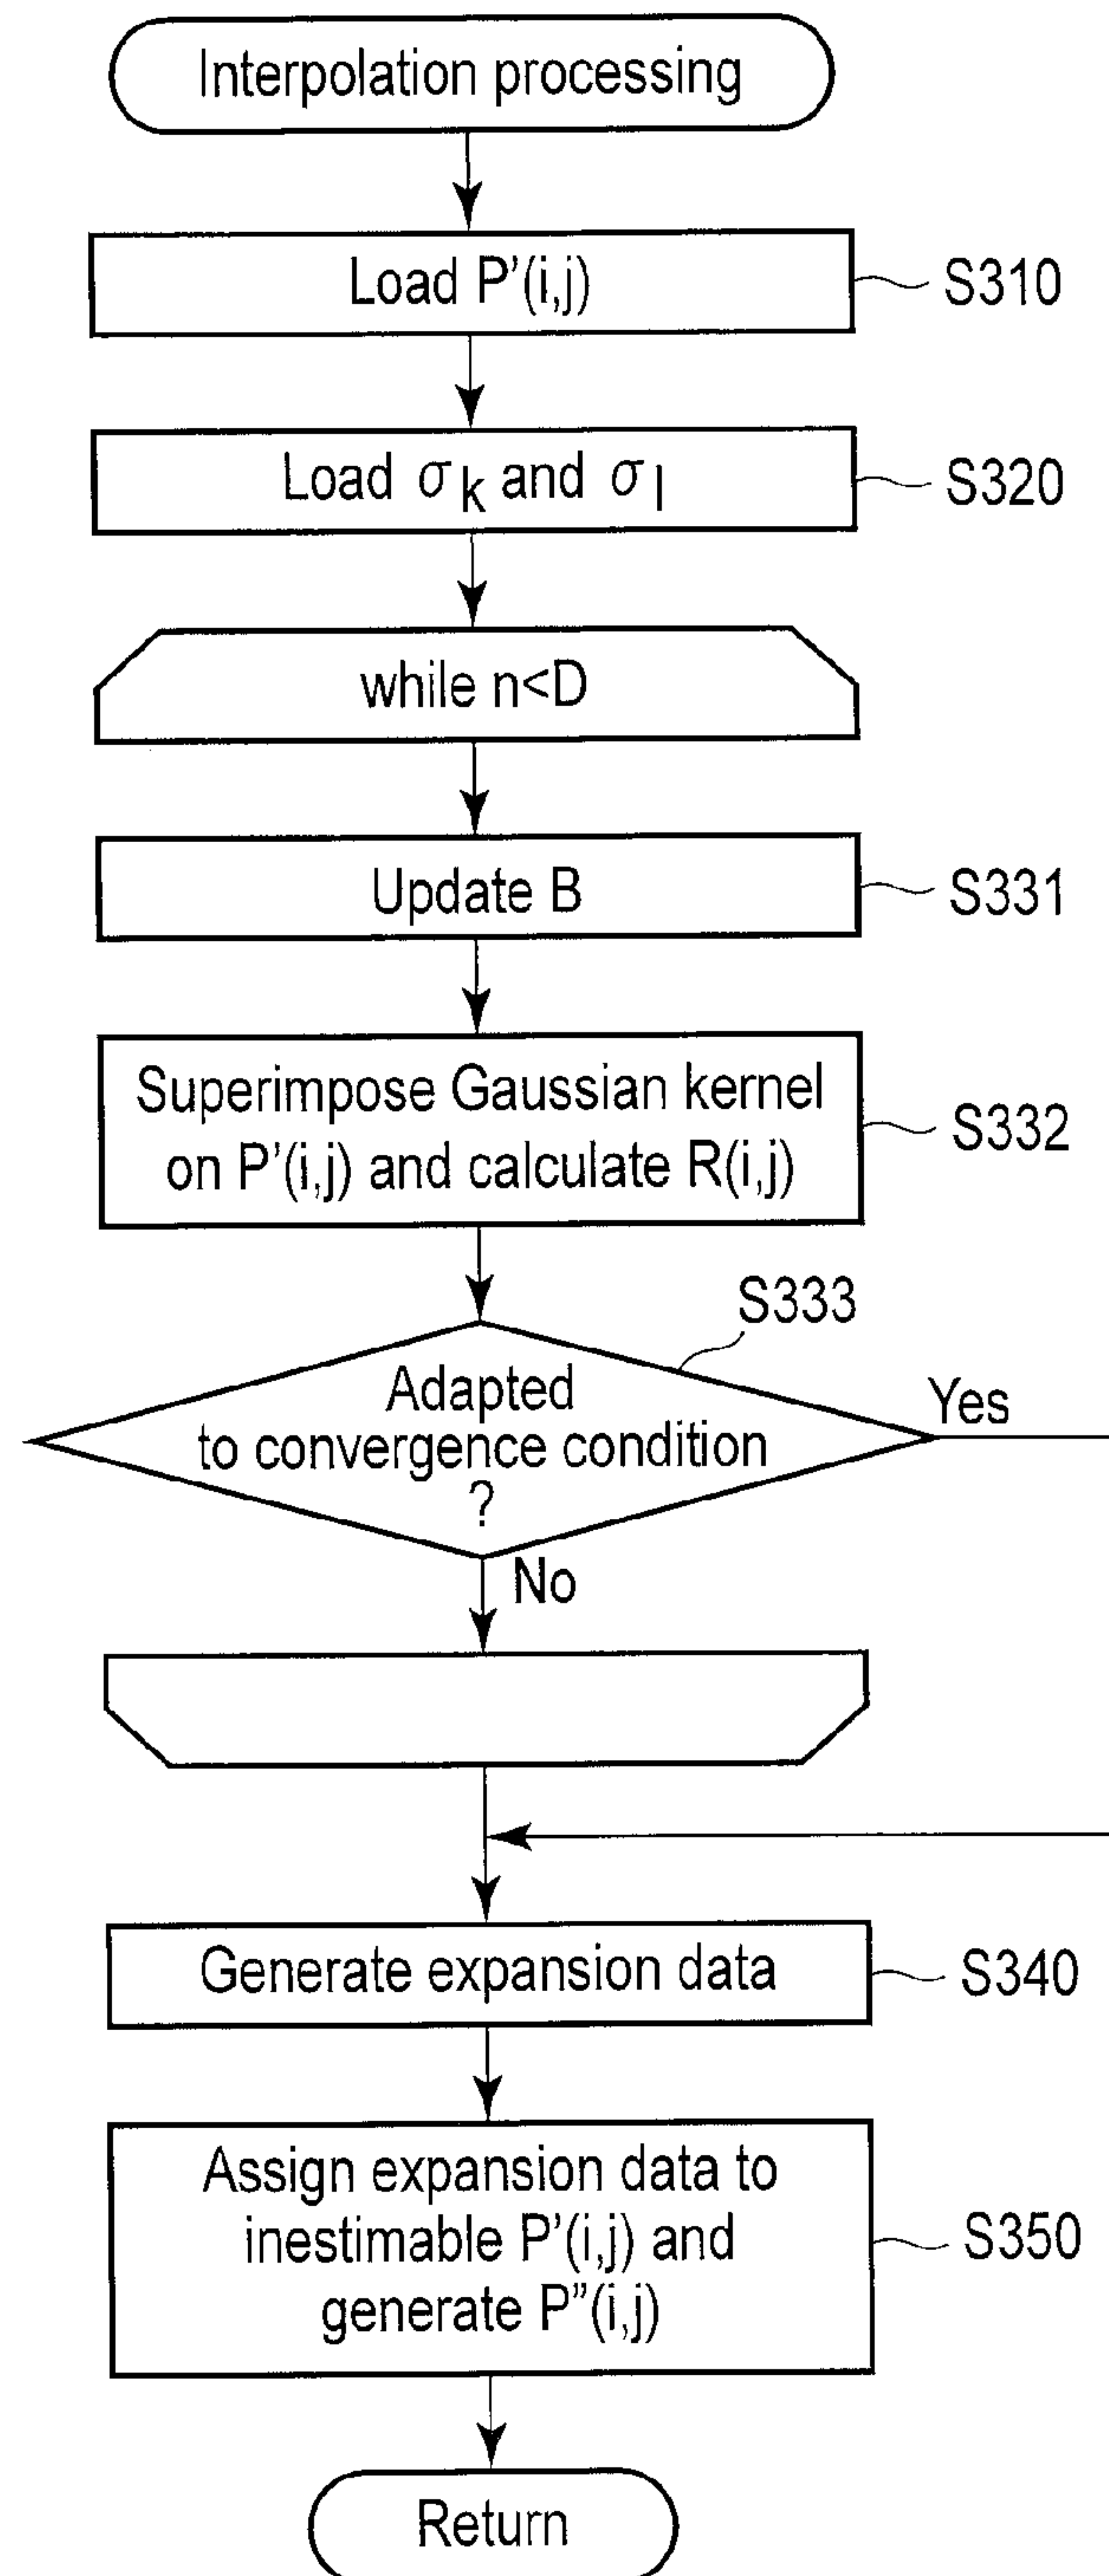 Interpolation processing
Load P'(i,j)
S310
Load σk and σl
S320
while n<D
Update B
S331
Superimpose Gaussian kernel
on P'(i,j) and calculate R(i,j)
S332
S333
Adapted
to convergence condition
?
Yes
No
Generate expansion data
S340
Assign expansion data to
inestimable P'(i,j) and
generate P”(i,j)
S350
Return